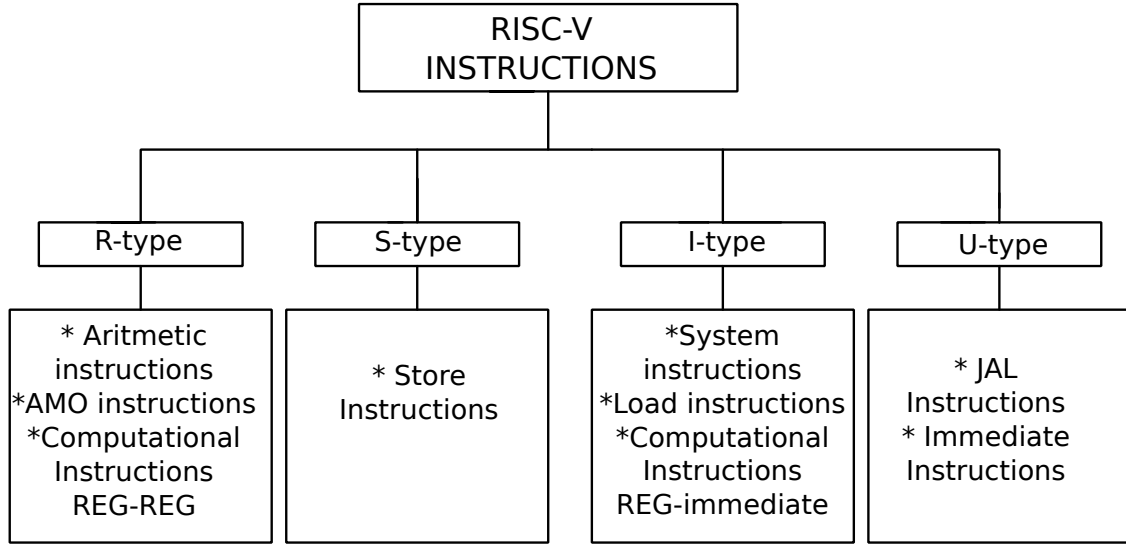 RISC-V
INSTRUCTIONS
R-type
S-type
I-type
U-type
* Aritmetic
instructions
*AMO instructions
*Computational
Instructions
REG-REG
* Store
Instructions
*System
instructions
*Load instructions
*Computational
Instructions
REG-immediate
* JAL
Instructions
* Immediate
Instructions